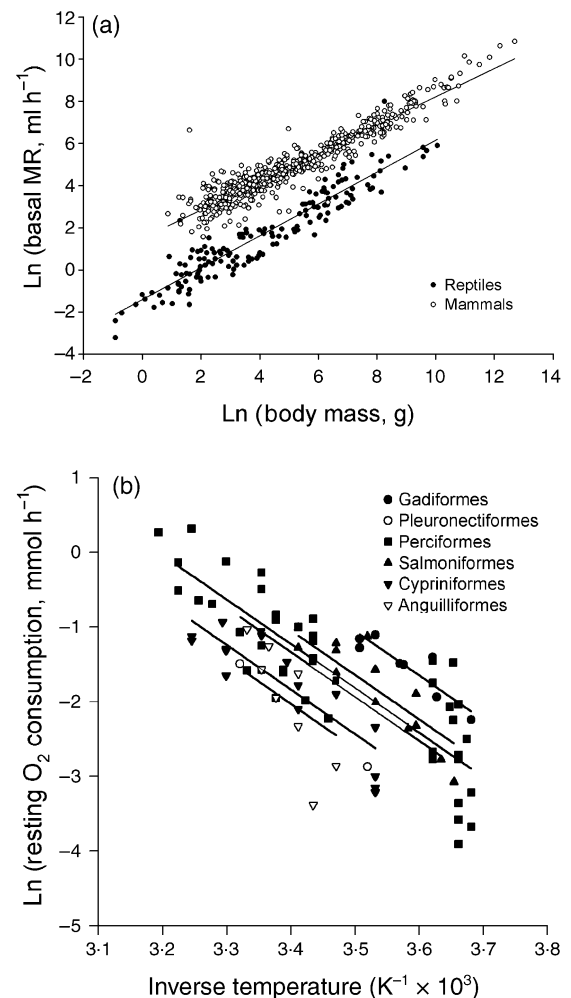 (a)
12
10
8
6
4
2
0
−2
−4
Ln (basal MR, ml h⁻¹)
Reptiles
Mammals
−2 0 2 4 6 8 10 12 14
Ln (body mass, g)
(b)
1
0
−1
−2
−3
−4
−5
Ln (resting O₂ consumption, mmol h⁻¹)
Gadiformes
Pleuronectiformes
Perciformes
Salmoniformes
Cypriniformes
Anguilliformes
3·1 3·2 3·3 3·4 3·5 3·6 3·7 3·8
Inverse temperature (K⁻¹ × 10³)